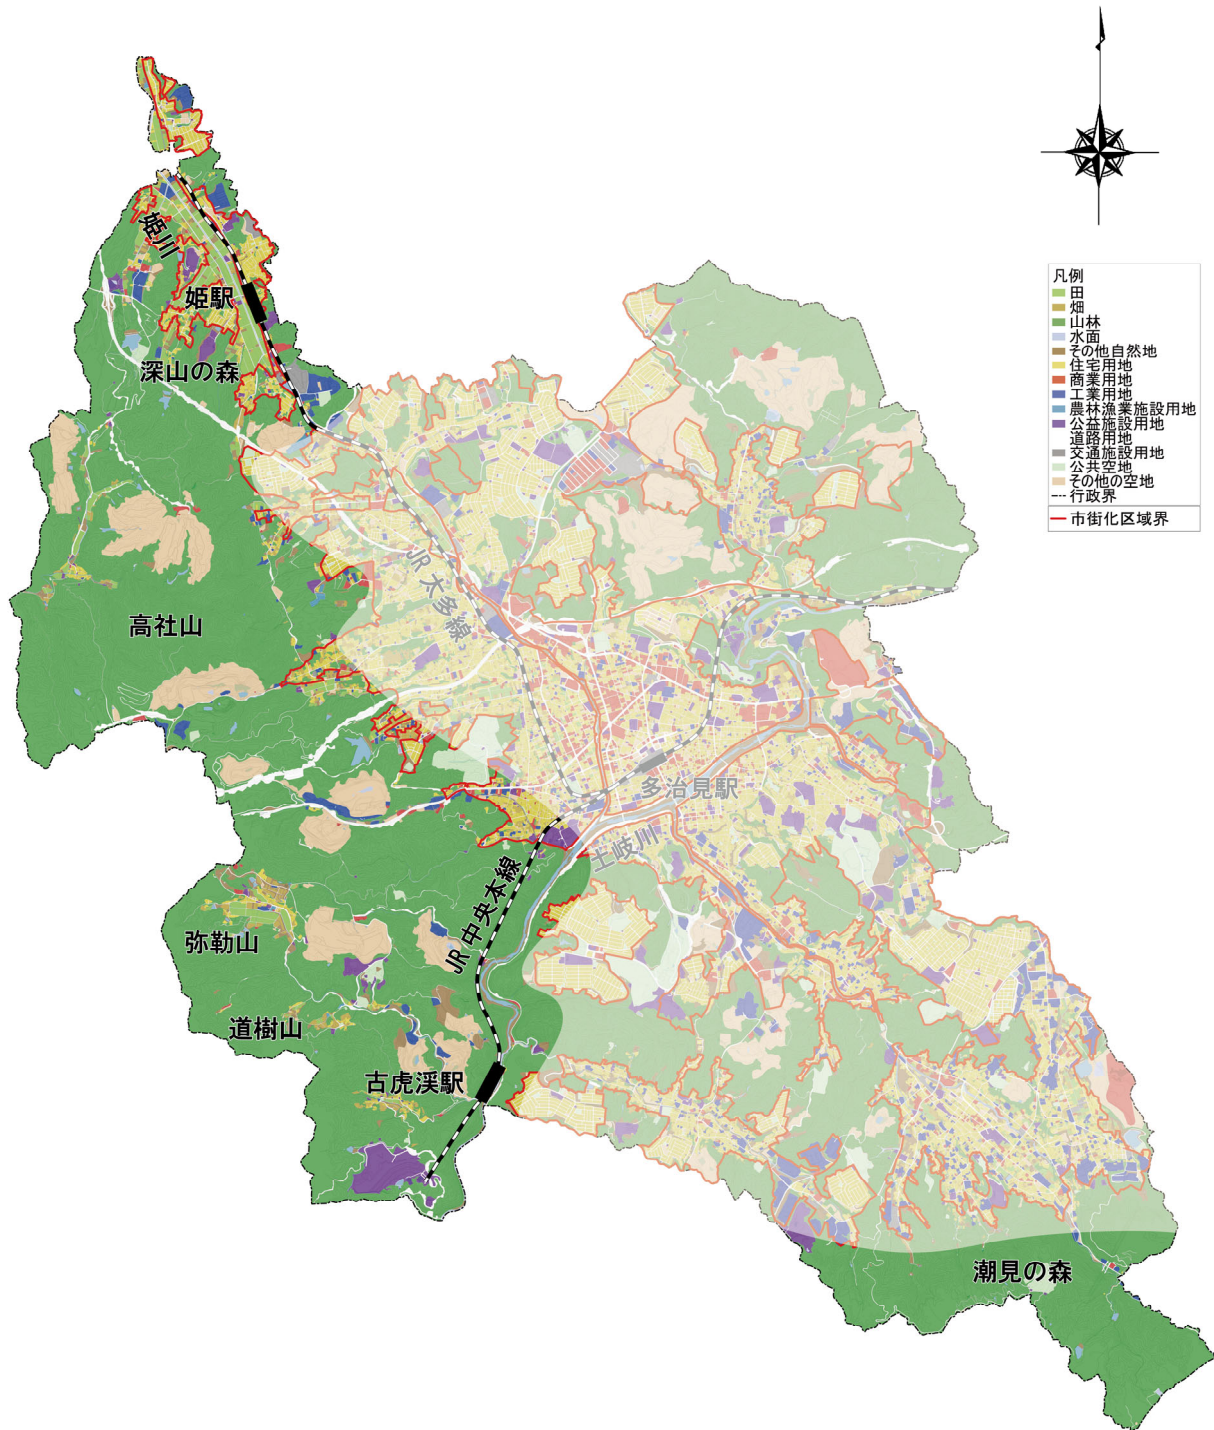 姫川
姫駅
深山の森
凡例
田
畑
山林
水面
その他自然地
住宅用地
商業用地
工業用地
農林漁業施設用地
公益施設用地
道路用地
交通施設用地
公共空地
その他の空地
行政界
市街化区域界
JR 太多線
高社山
多治見駅
土岐川
JR 中央本線
弥勒山
道樹山
古虎渓駅
潮見の森